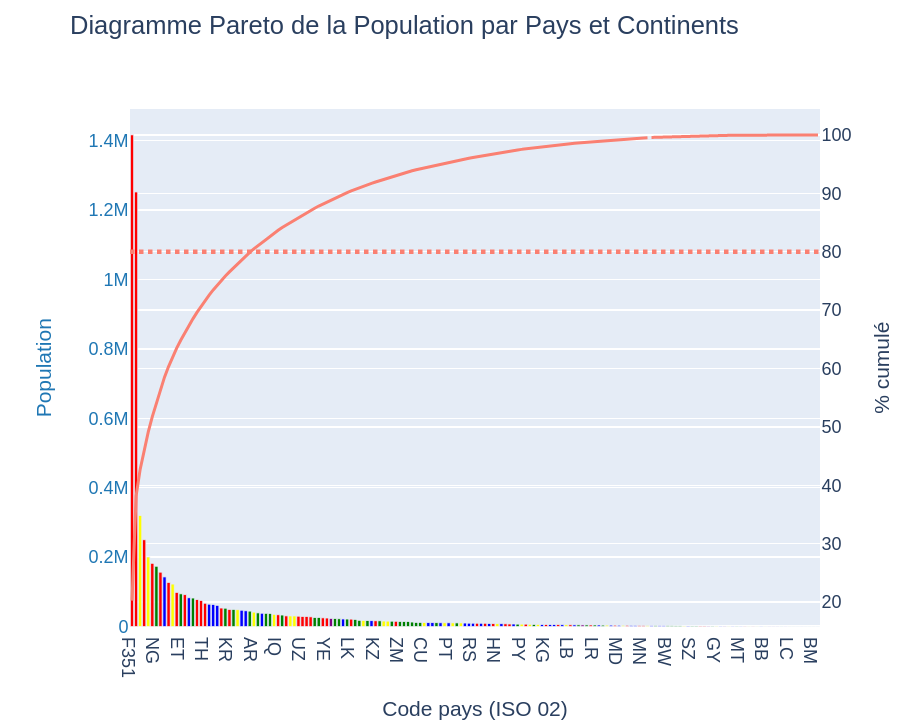 Diagramme Pareto de la Population par Pays et Continents
1.4M
1.2M
1M
0.8M
0.6M
0.4M
0.2M
0
Population
100
90
80
70
60
50
40
30
20
% cumulé
F351
NG
ET
TH
KR
AR
IQ
UZ
YE
LK
KZ
ZM
CU
PT
RS
HN
PY
KG
LB
LR
MD
MN
BW
SZ
GY
MT
BB
LC
BM
Code pays (ISO 02)